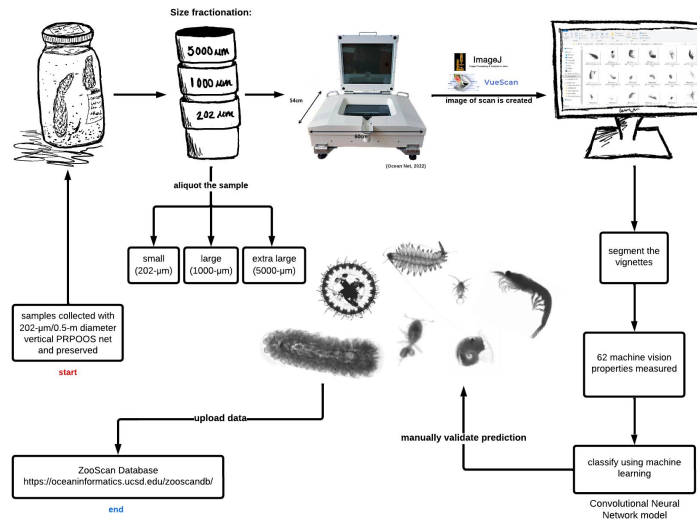 Size fractionation:
5000 µm
1000 µm
202 µm
54cm
60cm
(Ocean Net, 2022)
ImageJ
VueScan
image of scan is created
aliquot the sample
small
(202-µm)
large
(1000-µm)
extra large
(5000-µm)
samples collected with
202-µm/0.5-m diameter
vertical PRPOOS net
and preserved
start
segment the
vignettes
62 machine vision
properties measured
classify using machine
learning
Convolutional Neural
Network model
manually validate prediction
upload data
ZooScan Database
https://oceaninformatics.ucsd.edu/zooscandb/
end